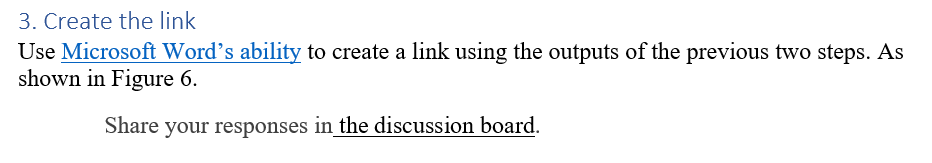 3. Create the link
Use Microsoft Word’s ability to create a link using the outputs of the previous two steps. As
shown in Figure 6.
Share your responses in the discussion board.